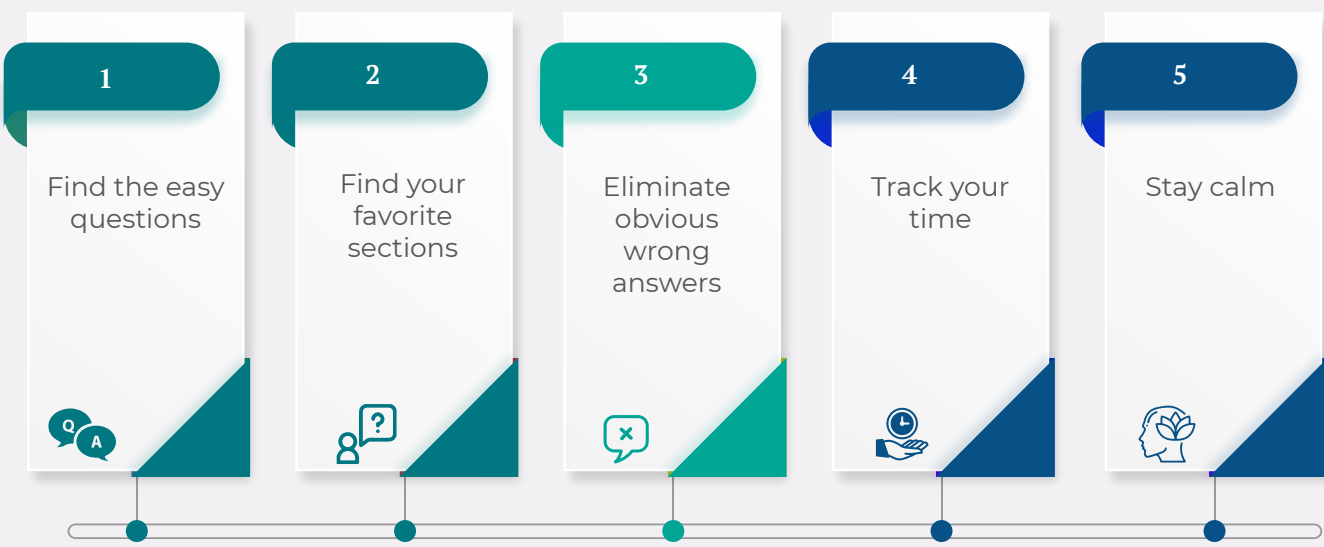 1
Find the easy
questions
Q
A
2
Find your
favorite
sections
?
3
Eliminate
obvious
wrong
answers
4
Track your
time
5
Stay calm